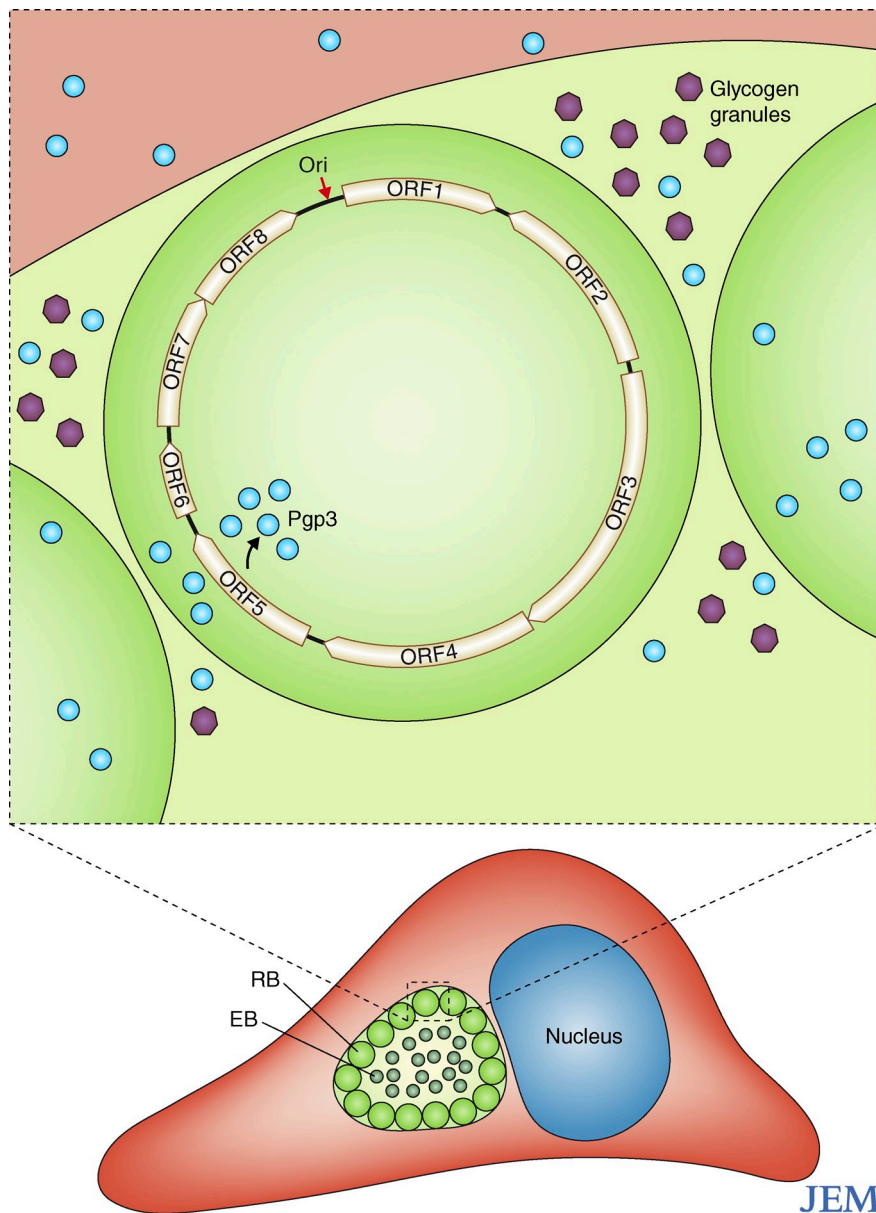 Glycogen
granules
Ori
ORF1
ORF2
ORF3
ORF4
ORF5
ORF6
ORF7
ORF8
Pgp3
RB
EB
Nucleus
JEM